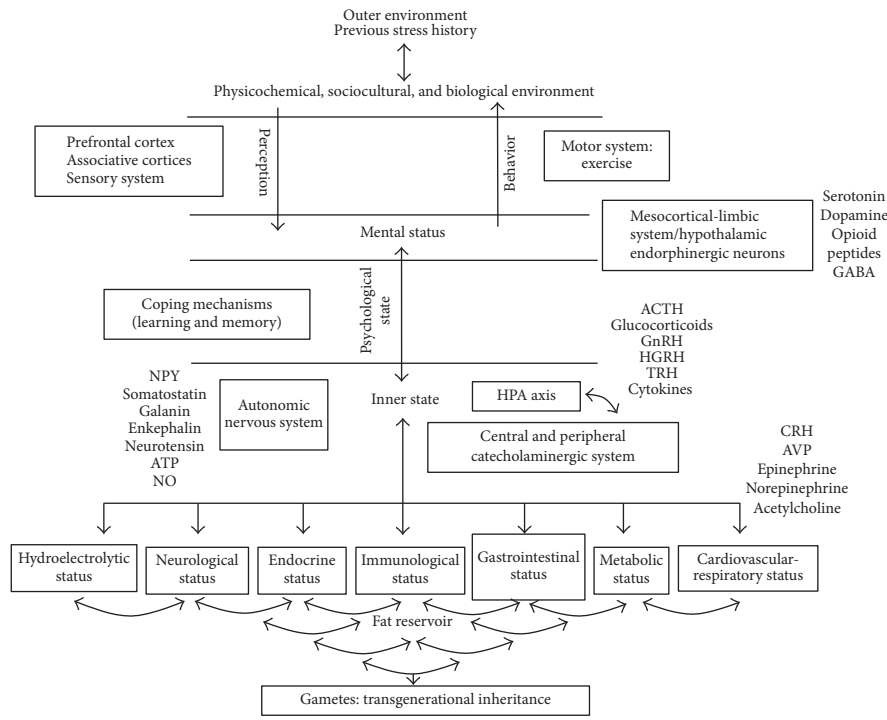 Outer environment
Previous stress history
Physicochemical, sociocultural, and biological environment
Prefrontal cortex
Associative cortices
Sensory system
Perception
Behavior
Motor system:
exercise
Mental status
Mesocortical-limbic
system/hypothalamic
endorphinergic neurons
Serotonin
Dopamine
Opioid
peptides
GABA
Coping mechanisms
(learning and memory)
Psychological
state
ACTH
Glucocorticoids
GnRH
HGRH
TRH
Cytokines
NPY
Somatostatin
Galanin
Enkephalin
Neurotensin
ATP
NO
Autonomic
nervous system
Inner state
HPA axis
Central and peripheral
catecholaminergic system
CRH
AVP
Epinephrine
Norepinephrine
Acetylcholine
Hydroelectrolytic
status
Neurological
status
Endocrine
status
Immunological
status
Gastrointestinal
status
Metabolic
status
Cardiovascular-
respiratory status
Fat reservoir
Gametes: transgenerational inheritance